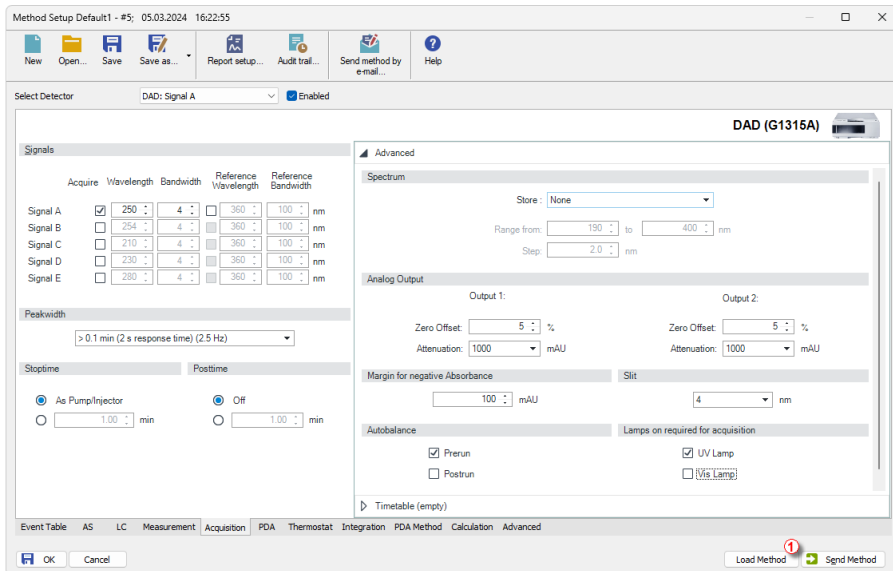 Method Setup Default1 - #5;  05.03.2024  16:22:55
New Open... Save Save as... Report setup... Audit trail... Send method by e-mail... Help
Select Detector DAD: Signal A Enabled
DAD (G1315A)
Signals
Acquire Wavelength Bandwidth Reference Wavelength Reference Bandwidth
Signal A 250 4 360 100 nm
Signal B 254 4 360 100 nm
Signal C 210 4 360 100 nm
Signal D 230 4 360 100 nm
Signal E 280 4 360 100 nm
Peakwidth
> 0.1 min (2 s response time) (2.5 Hz)
Stoptime Posttime
As Pump/Injector Off
1.00 min 1.00 min
Advanced
Spectrum
Store : None
Range from: 190 to 400 nm
Step: 2.0 nm
Analog Output
Output 1: Output 2:
Zero Offset: 5 % Zero Offset: 5 %
Attenuation: 1000 mAU Attenuation: 1000 mAU
Margin for negative Absorbance Slit
100 mAU 4 nm
Autobalance Lamps on required for acquisition
Prerun UV Lamp
Postrun Vis Lamp
Timetable (empty)
Event Table AS LC Measurement Acquisition PDA Thermostat Integration PDA Method Calculation Advanced
1
OK Cancel Load Method Send Method